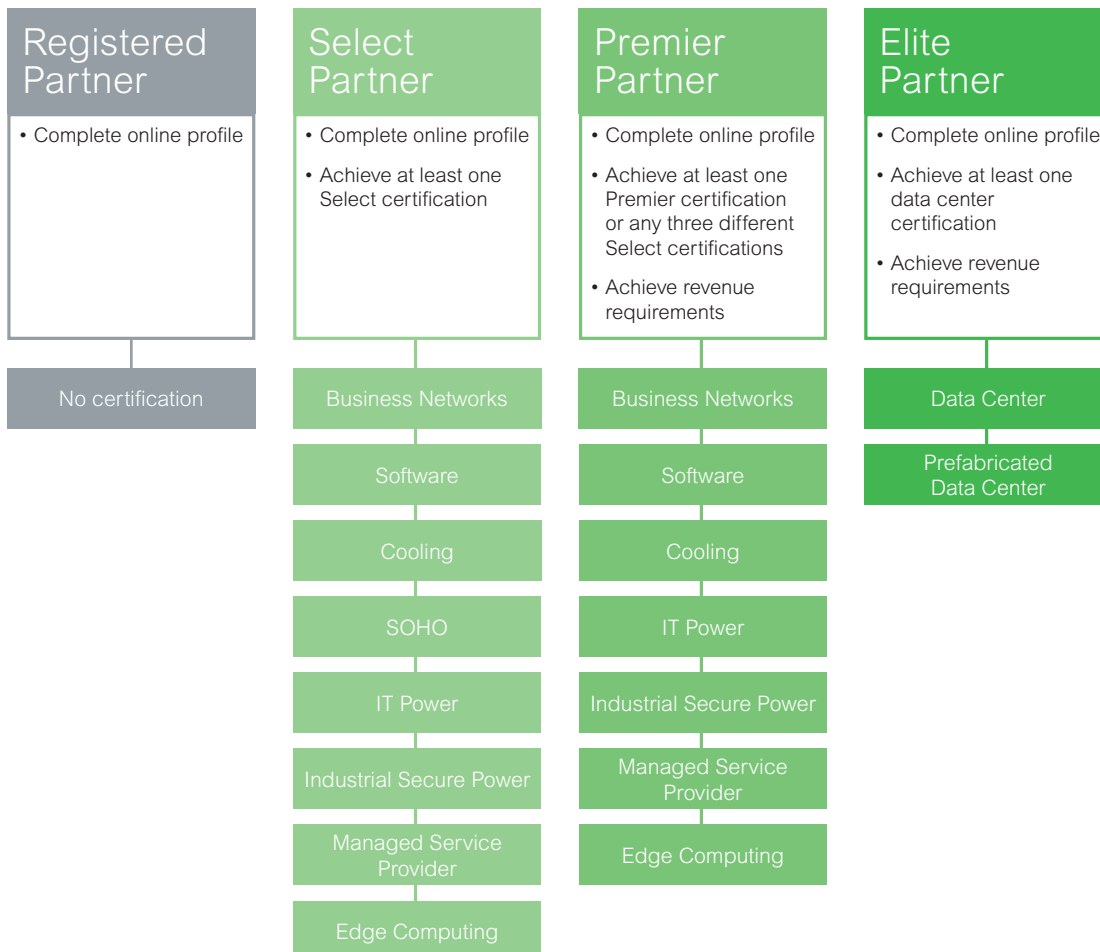 Registered
Partner
• Complete online profile
No certification
Select
Partner
• Complete online profile
• Achieve at least one
Select certification
Business Networks
Software
Cooling
SOHO
IT Power
Industrial Secure Power
Managed Service
Provider
Edge Computing
Premier
Partner
• Complete online profile
• Achieve at least one
Premier certification
or any three different
Select certifications
• Achieve revenue
requirements
Business Networks
Software
Cooling
IT Power
Industrial Secure Power
Managed Service
Provider
Edge Computing
Elite
Partner
• Complete online profile
• Achieve at least one
data center
certification
• Achieve revenue
requirements
Data Center
Prefabricated
Data Center